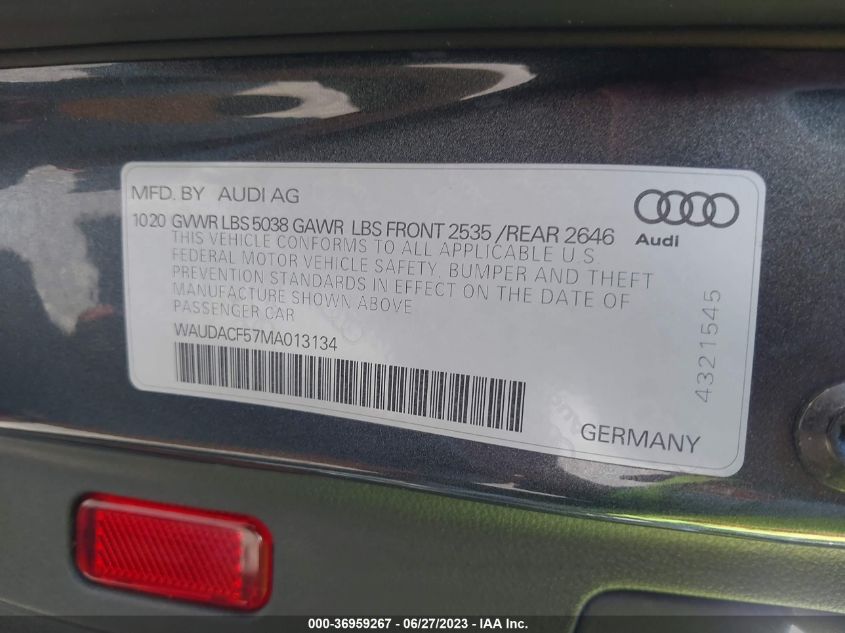 MFD. BY AUDI AG
1020 GVWR LBS 5038 GAWR LBS FRONT 2535 /REAR 2646
THIS VEHICLE CONFORMS TO ALL APPLICABLE U.S
FEDERAL MOTOR VEHICLE SAFETY, BUMPER AND THEFT
PREVENTION STANDARDS IN EFFECT ON THE DATE OF
MANUFACTURE SHOWN ABOVE
PASSENGER CAR
WAUDACF57MA013134
Audi
4321545
GERMANY
000-36959267 - 06/27/2023 - IAA Inc.